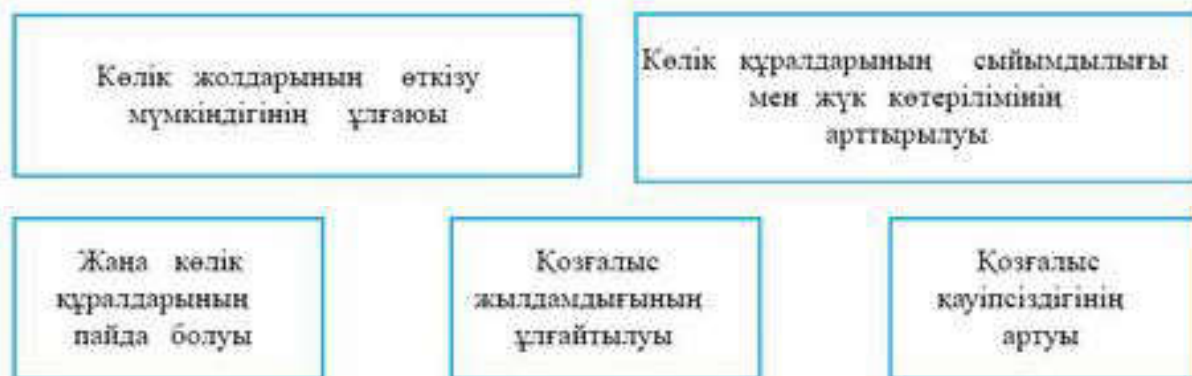 Көлік жолдарының өткізу
мүмкіндігінің ұлғаюы
Көлік құралдарының сыйымдылығы
мен жүк көтерілімінің
арттырылуы
Жаңа көлік
құралдарының
пайда болуы
Қозғалыс
жылдамдығының
ұлғайтылуы
Қозғалыс
қауіпсіздігінің
артуы